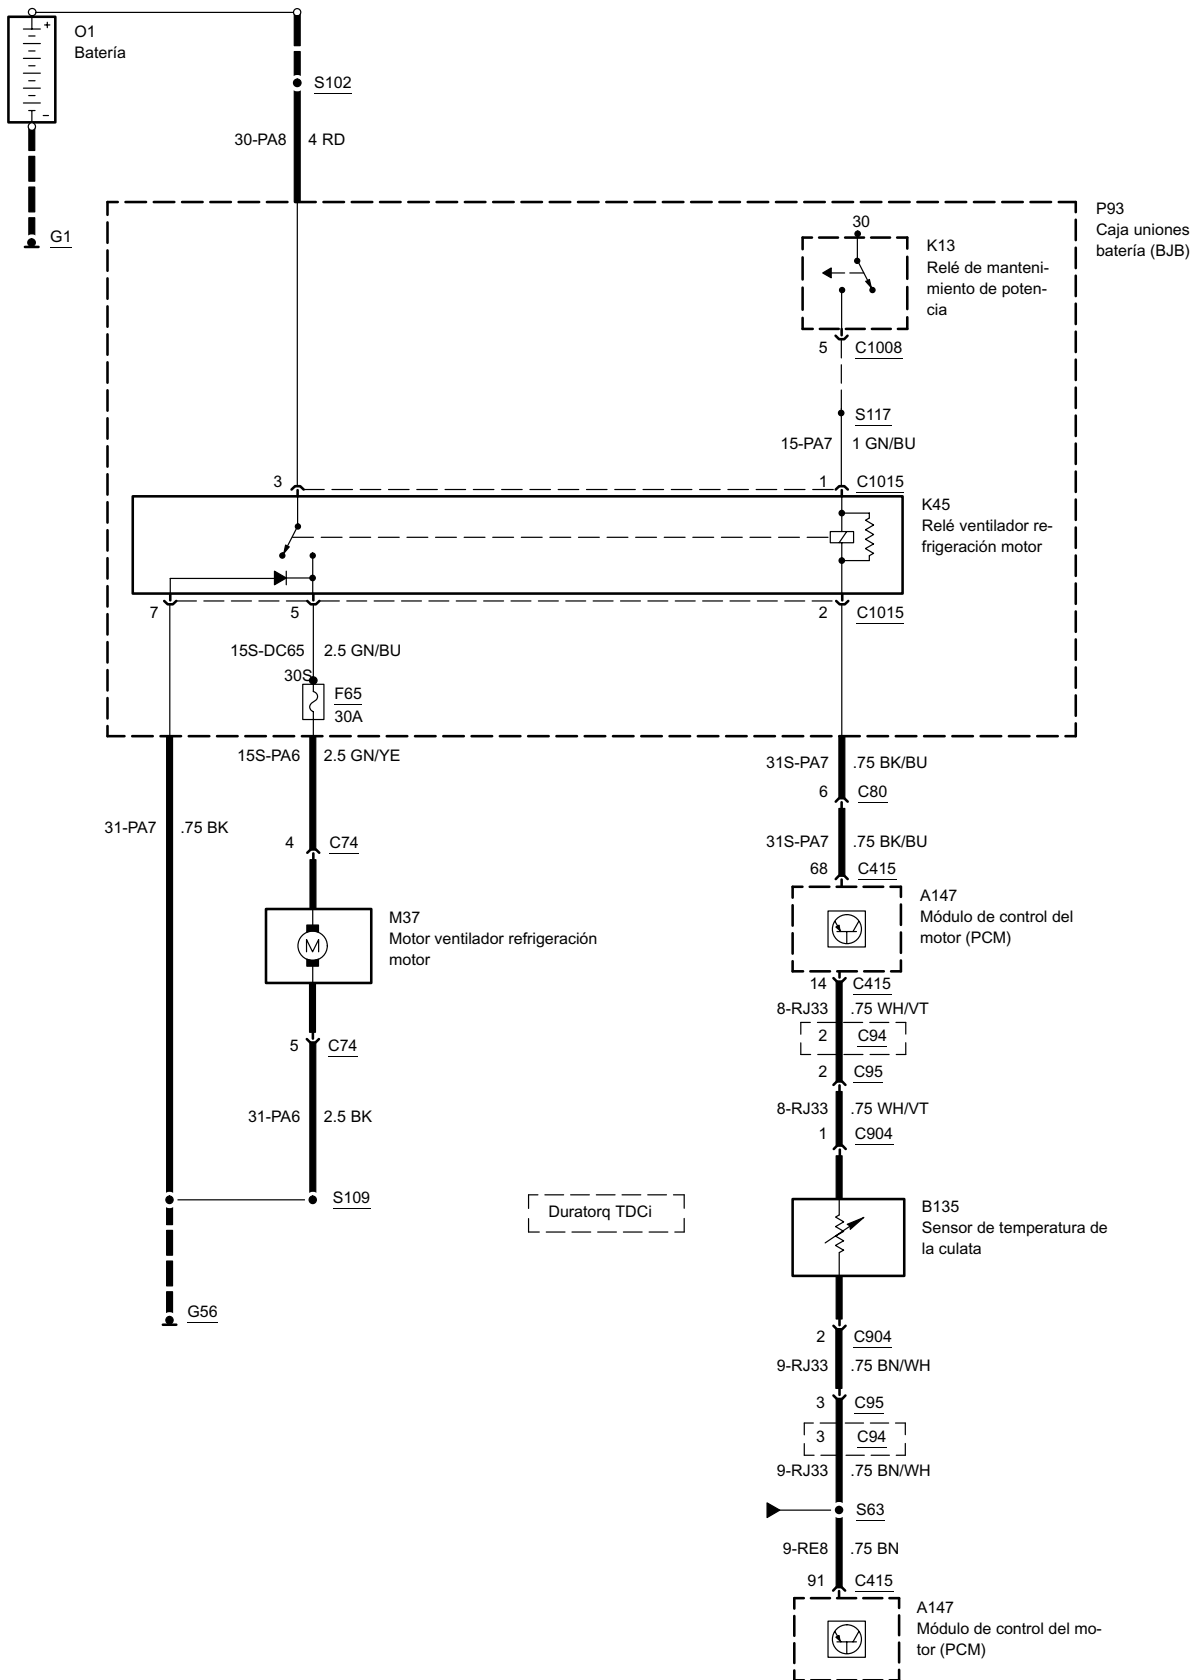 +
O1
Batería
−
G1
S102
30-PA8 4 RD
P93
Caja uniones
batería (BJB)
30
K13
Relé de manteni-
miento de poten-
cia
5 C1008
S117
15-PA7 1 GN/BU
3 1 C1015
K45
Relé ventilador re-
frigeración motor
7 5 2 C1015
15S-DC65 2.5 GN/BU
30S
F65
30A
15S-PA6 2.5 GN/YE
31S-PA7 .75 BK/BU
6 C80
31-PA7 .75 BK
4 C74
31S-PA7 .75 BK/BU
68 C415
A147
Módulo de control del
motor (PCM)
M37
Motor ventilador refrigeración
motor
M
14 C415
8-RJ33 .75 WH/VT
2 C94
5 C74
2 C95
31-PA6 2.5 BK
8-RJ33 .75 WH/VT
1 C904
S109
Duratorq TDCi
B135
Sensor de temperatura de
la culata
G56
2 C904
9-RJ33 .75 BN/WH
3 C95
3 C94
9-RJ33 .75 BN/WH
S63
9-RE8 .75 BN
91 C415
A147
Módulo de control del mo-
tor (PCM)